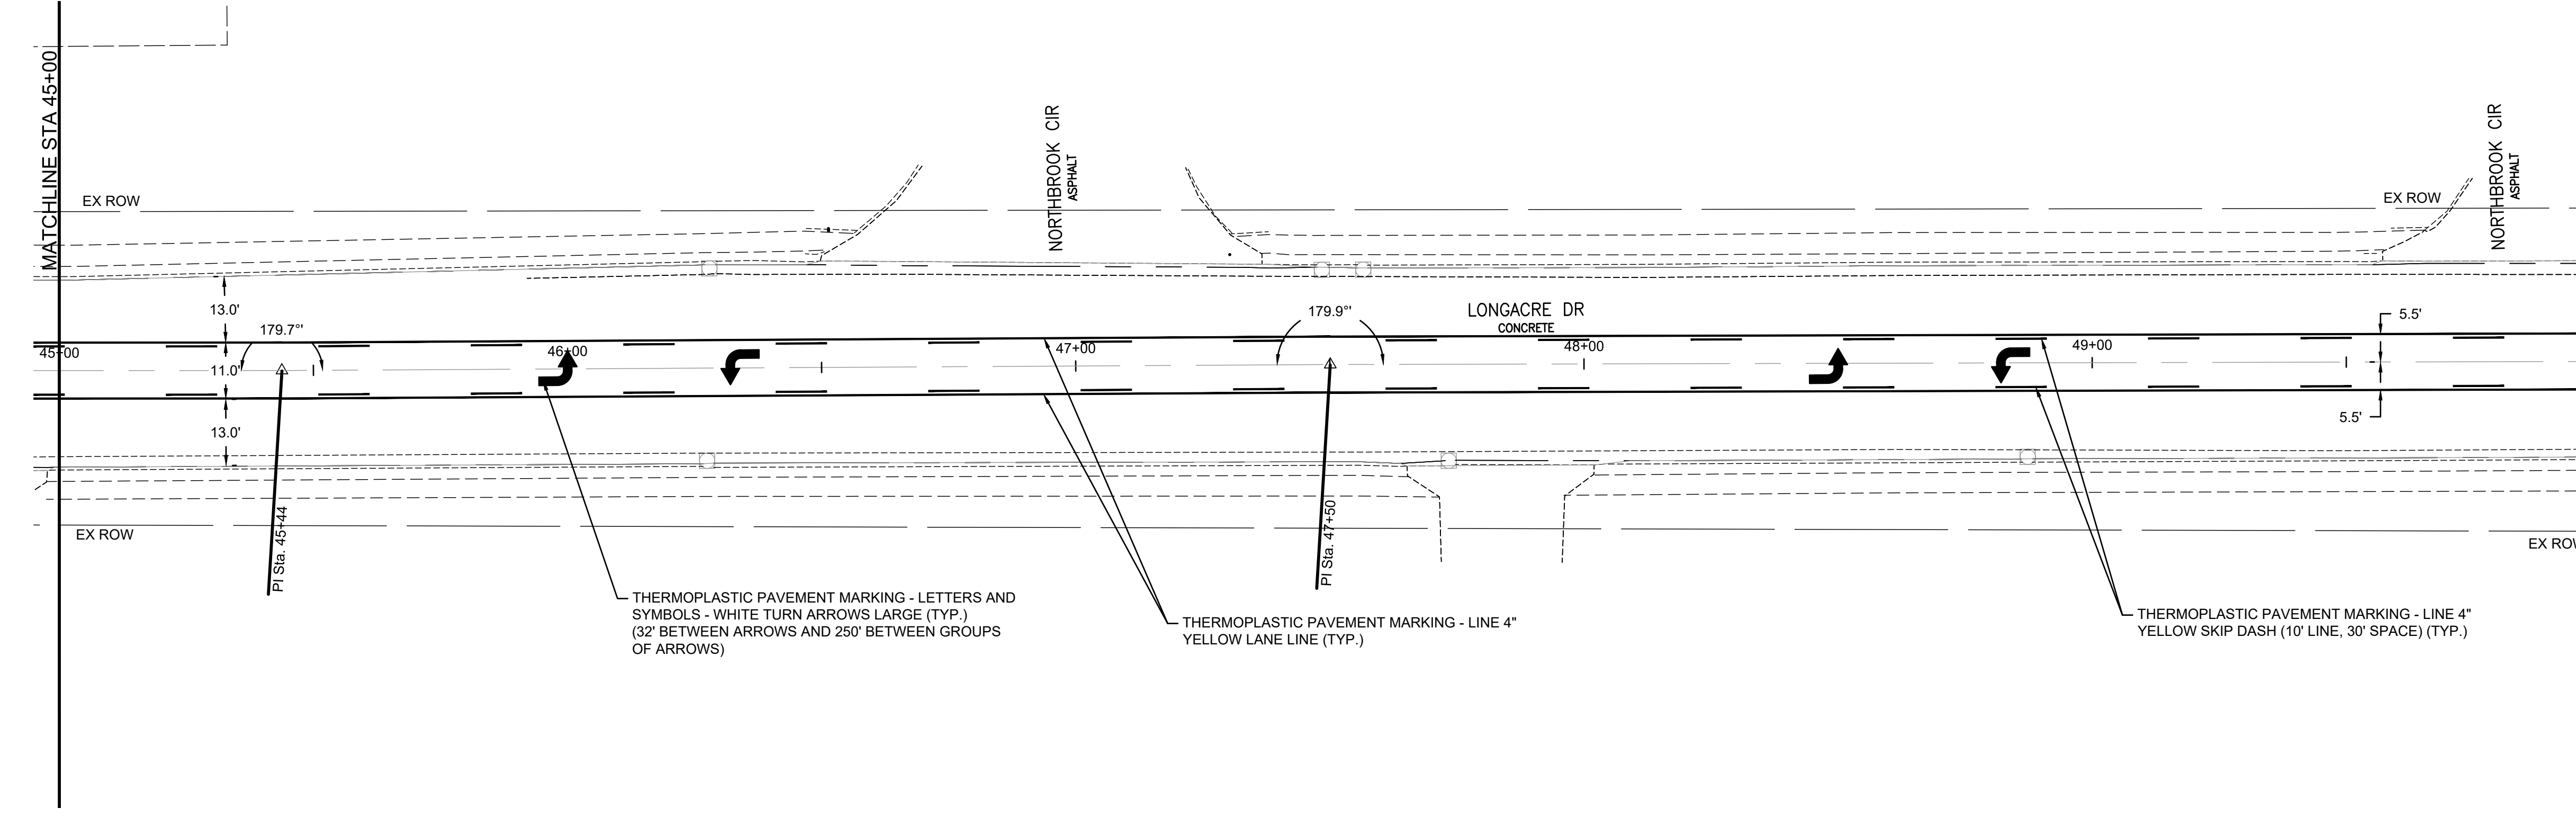 MATCHLINE STA 45+00
EX ROW
NORTHBROOK CIR
ASPHALT
EX ROW
NORTHBROOK CIR
ASPHALT
13.0'
179.7°'
179.9°'
LONGACRE DR
CONCRETE
5.5'
45+00
46+00
47+00
48+00
49+00
11.0'
13.0'
5.5'
PI Sta. 45+44
PI Sta. 47+50
EX ROW
EX ROW
THERMOPLASTIC PAVEMENT MARKING - LETTERS AND
SYMBOLS - WHITE TURN ARROWS LARGE (TYP.)
(32' BETWEEN ARROWS AND 250' BETWEEN GROUPS
OF ARROWS)
THERMOPLASTIC PAVEMENT MARKING - LINE 4"
YELLOW LANE LINE (TYP.)
THERMOPLASTIC PAVEMENT MARKING - LINE 4"
YELLOW SKIP DASH (10' LINE, 30' SPACE) (TYP.)